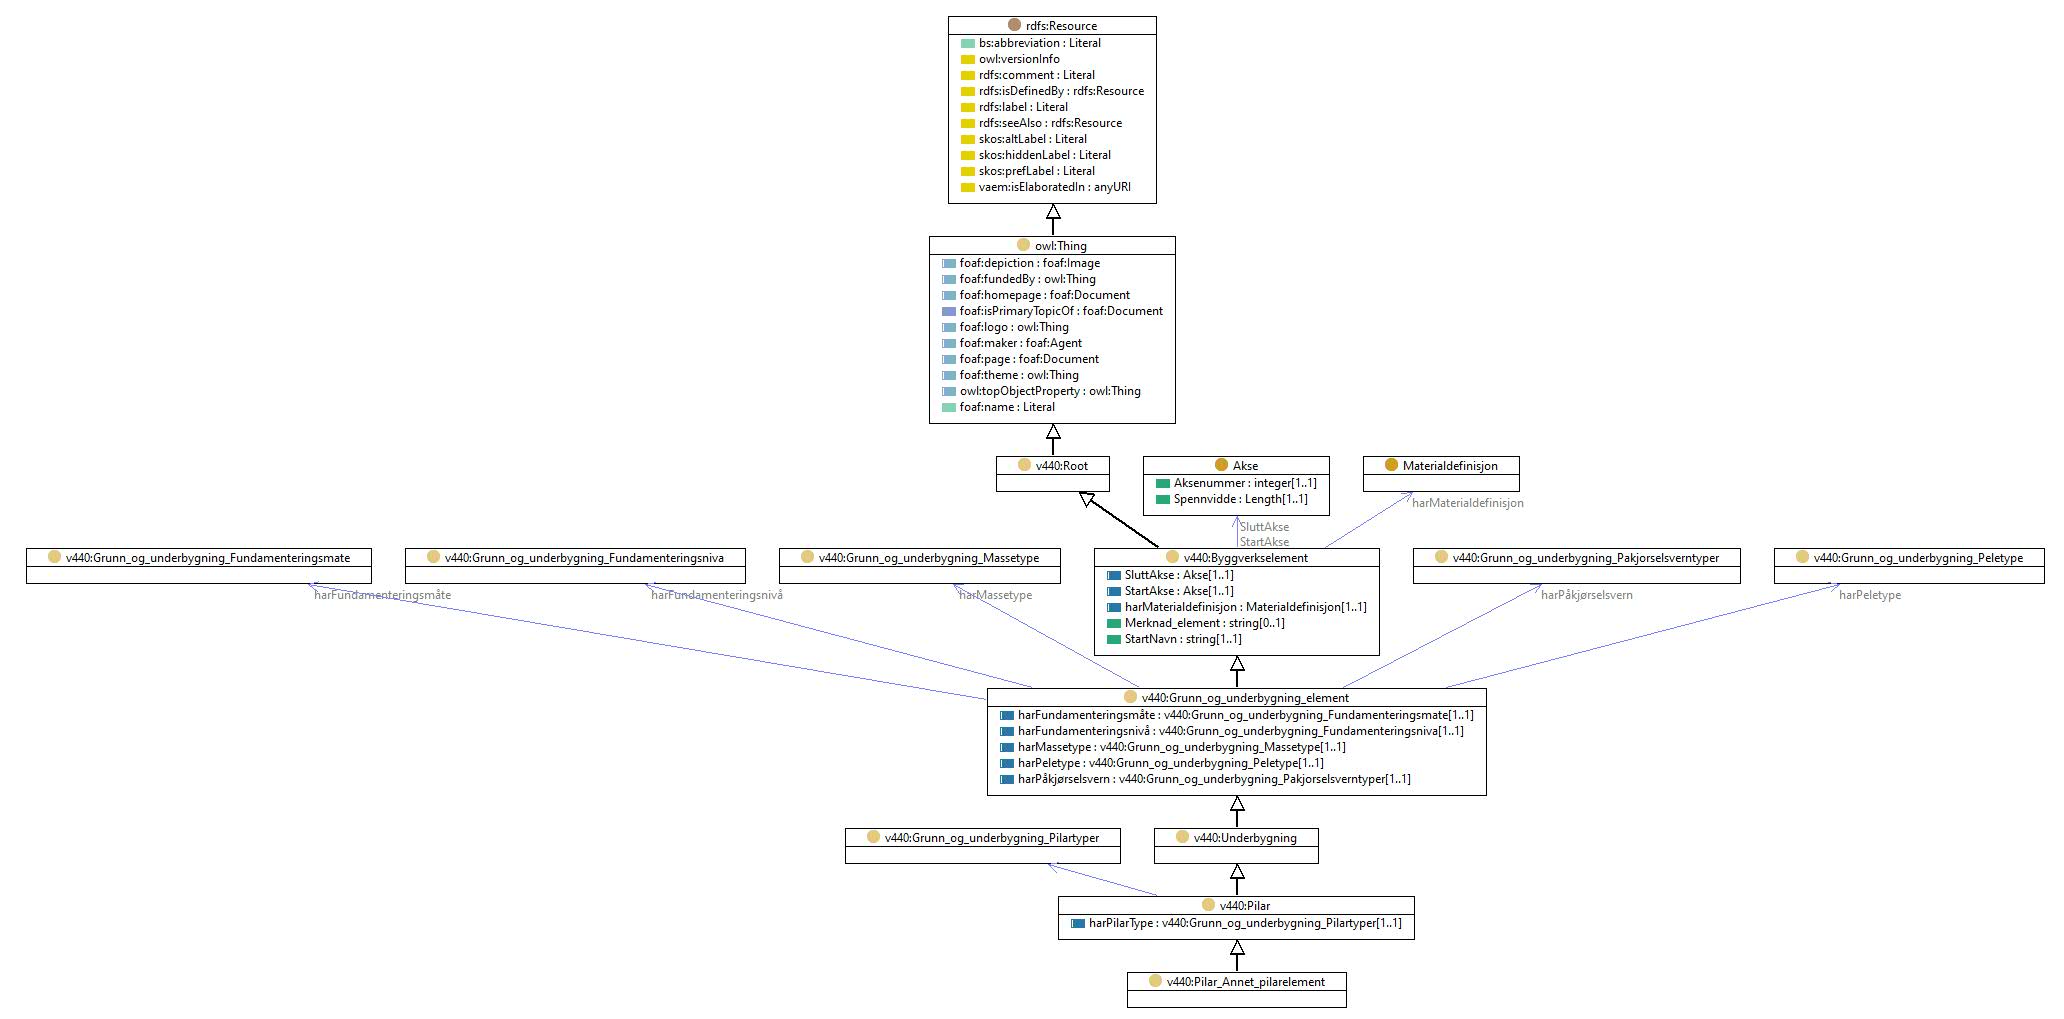 rdfs:Resource
bs:abbreviation : Literal
owl:versionInfo
rdfs:comment : Literal
rdfs:isDefinedBy : rdfs:Resource
rdfs:label : Literal
rdfs:seeAlso : rdfs:Resource
skos:altLabel : Literal
skos:hiddenLabel : Literal
skos:prefLabel : Literal
vaem:isElaboratedIn : anyURI
owl:Thing
foaf:depiction : foaf:Image
foaf:fundedBy : owl:Thing
foaf:homepage : foaf:Document
foaf:isPrimaryTopicOf : foaf:Document
foaf:logo : owl:Thing
foaf:maker : foaf:Agent
foaf:page : foaf:Document
foaf:theme : owl:Thing
owl:topObjectProperty : owl:Thing
foaf:name : Literal
v440:Root
Akse
Aksenummer : integer[1..1]
Spennvidde : Length[1..1]
Materialdefinisjon
harMaterialdefinisjon
SluttAkse
StartAkse
v440:Grunn_og_underbygning_Fundamenteringsmate
v440:Grunn_og_underbygning_Fundamenteringsniva
v440:Grunn_og_underbygning_Massetype
v440:Byggverkselement
SluttAkse : Akse[1..1]
StartAkse : Akse[1..1]
harMaterialdefinisjon : Materialdefinisjon[1..1]
Merknad_element : string[0..1]
StartNavn : string[1..1]
v440:Grunn_og_underbygning_Pakjorselsverntyper
v440:Grunn_og_underbygning_Peletype
harFundamenteringsmåte
harFundamenteringsnivå
harMassetype
harPåkjørselsvern
harPeletype
v440:Grunn_og_underbygning_element
harFundamenteringsmåte : v440:Grunn_og_underbygning_Fundamenteringsmate[1..1]
harFundamenteringsnivå : v440:Grunn_og_underbygning_Fundamenteringsniva[1..1]
harMassetype : v440:Grunn_og_underbygning_Massetype[1..1]
harPeletype : v440:Grunn_og_underbygning_Peletype[1..1]
harPåkjørselsvern : v440:Grunn_og_underbygning_Pakjorselsverntyper[1..1]
v440:Grunn_og_underbygning_Pilartyper
v440:Underbygning
v440:Pilar
harPilarType : v440:Grunn_og_underbygning_Pilartyper[1..1]
v440:Pilar_Annet_pilarelement